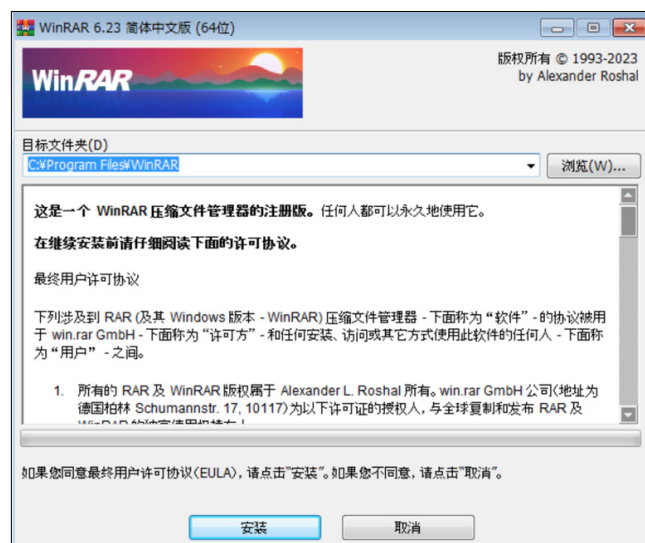 WinRAR 6.23 简体中文版 (64位)
WinRAR
版权所有 © 1993-2023
by Alexander Roshal
目标文件夹(D)
C:¥Program Files¥WinRAR
浏览(W)...
这是一个 WinRAR 压缩文件管理器的注册版。任何人都可以永久地使用它。
在继续安装前请仔细阅读下面的许可协议。
最终用户许可协议
下列涉及到 RAR (及其 Windows 版本 - WinRAR) 压缩文件管理器 - 下面称为“软件” - 的协议被用
于 win.rar GmbH - 下面称为“许可方” - 和任何安装、访问或其它方式使用此软件的任何人 - 下面称
为“用户” - 之间。
1. 所有的 RAR 及 WinRAR 版权属于 Alexander L. Roshal 所有。win.rar GmbH 公司(地址为
德国柏林 Schumannstr. 17, 10117)为以下许可证的授权人，与全球复制和发布 RAR 及
WinRAR 的独家使用权持有人
如果您同意最终用户许可协议(EULA)，请点击"安装"。如果您不同意，请点击"取消"。
安装
取消